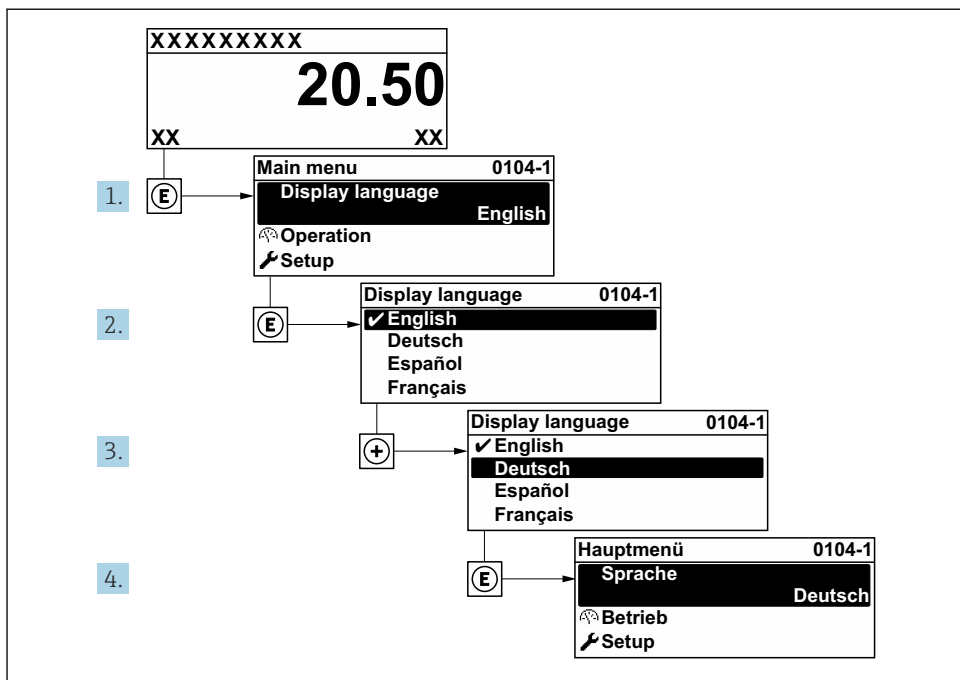 XXXXXXXXX
20.50
XX XX
1. E
Main menu 0104-1
Display language
English
Operation
Setup
2. E
Display language 0104-1
✔English
Deutsch
Español
Français
3. +
Display language 0104-1
✔English
Deutsch
Español
Français
4. E
Hauptmenü 0104-1
Sprache
Deutsch
Betrieb
Setup